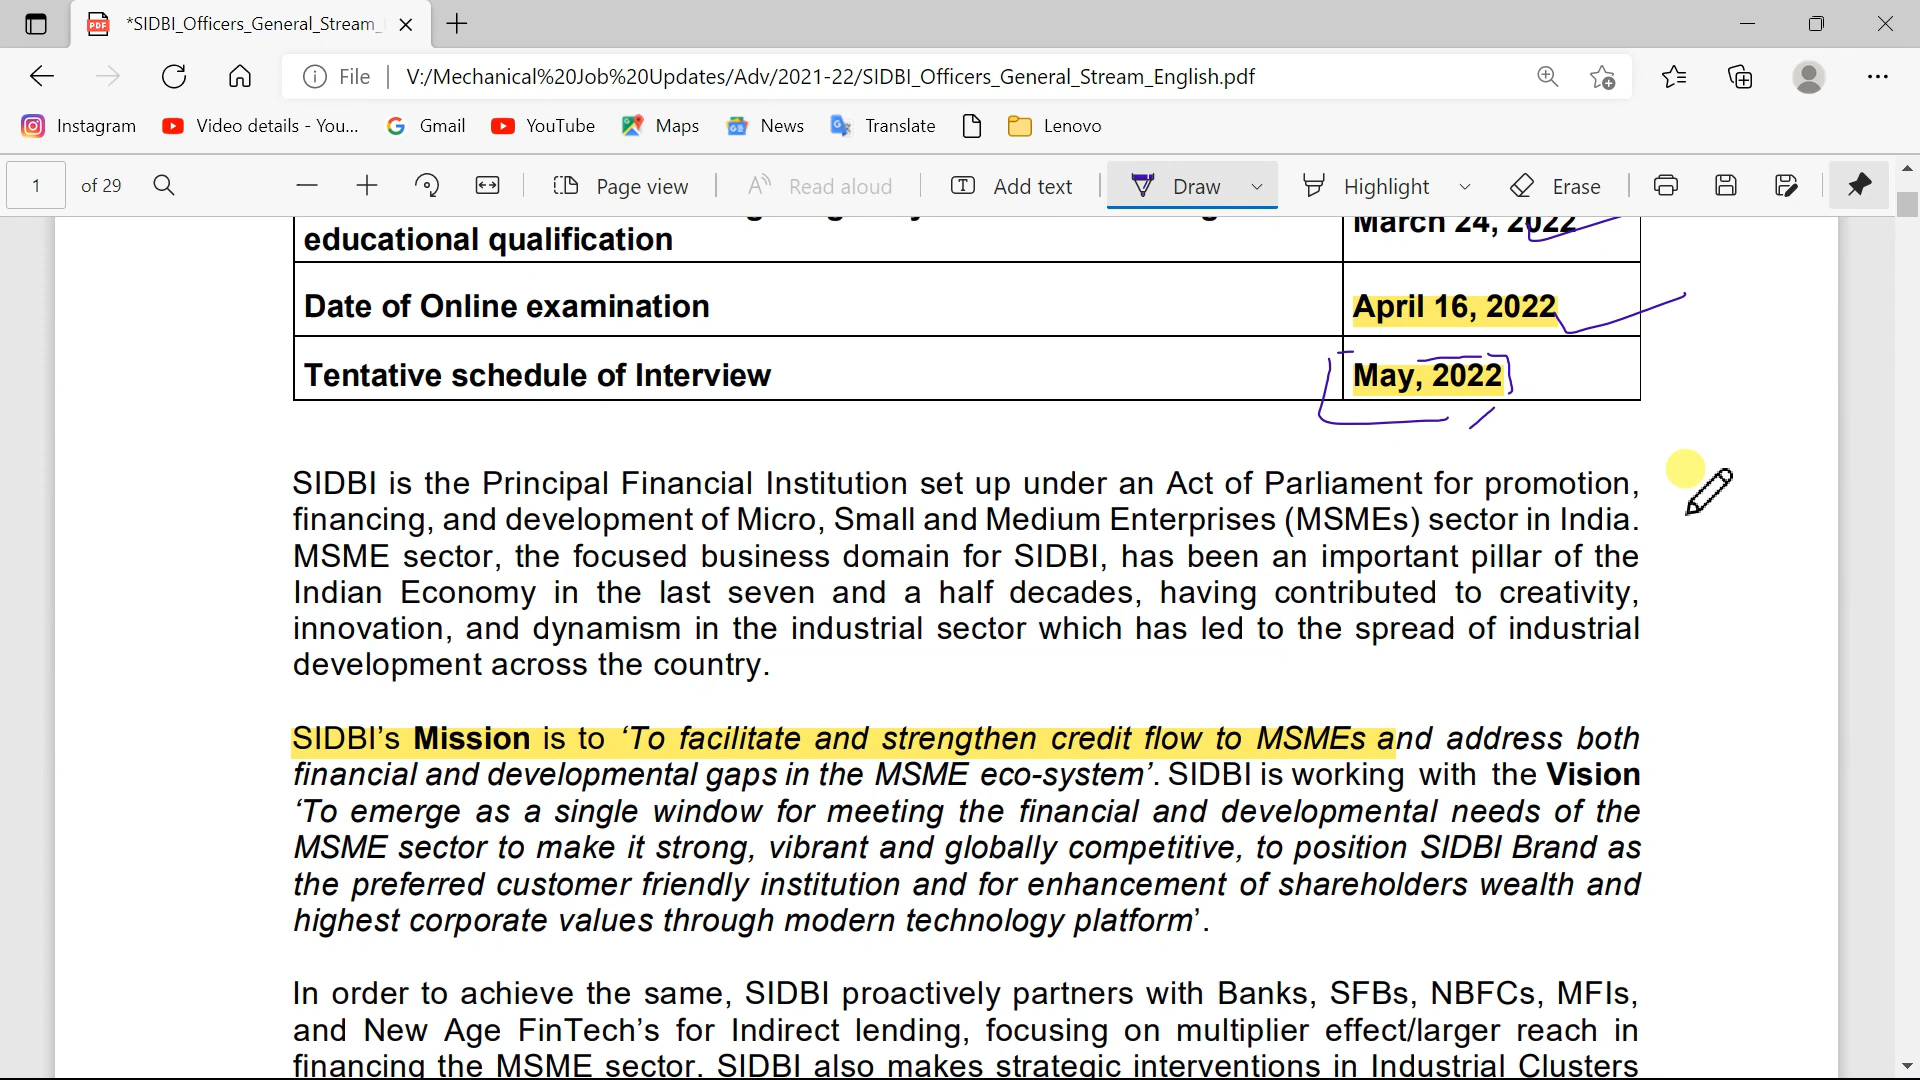 *SIDBI_Officers_General_Stream_
File
V:/Mechanical%20Job%20Updates/Adv/2021-22/SIDBI_Officers_General_Stream_English.pdf
Instagram
Video details - You...
Gmail
YouTube
Maps
News
Translate
Lenovo
1 of 29
Page view
Read aloud
Add text
Draw
Highlight
Erase
educational qualification
March 24, 2022
Date of Online examination
April 16, 2022
Tentative schedule of Interview
May, 2022
SIDBI is the Principal Financial Institution set up under an Act of Parliament for promotion,
financing, and development of Micro, Small and Medium Enterprises (MSMEs) sector in India.
MSME sector, the focused business domain for SIDBI, has been an important pillar of the
Indian Economy in the last seven and a half decades, having contributed to creativity,
innovation, and dynamism in the industrial sector which has led to the spread of industrial
development across the country.
SIDBI's Mission is to 'To facilitate and strengthen credit flow to MSMEs and address both
financial and developmental gaps in the MSME eco-system'. SIDBI is working with the Vision
'To emerge as a single window for meeting the financial and developmental needs of the
MSME sector to make it strong, vibrant and globally competitive, to position SIDBI Brand as
the preferred customer friendly institution and for enhancement of shareholders wealth and
highest corporate values through modern technology platform'.
In order to achieve the same, SIDBI proactively partners with Banks, SFBs, NBFCs, MFIs,
and New Age FinTech's for Indirect lending, focusing on multiplier effect/larger reach in
financing the MSME sector. SIDBI also makes strategic interventions in Industrial Clusters